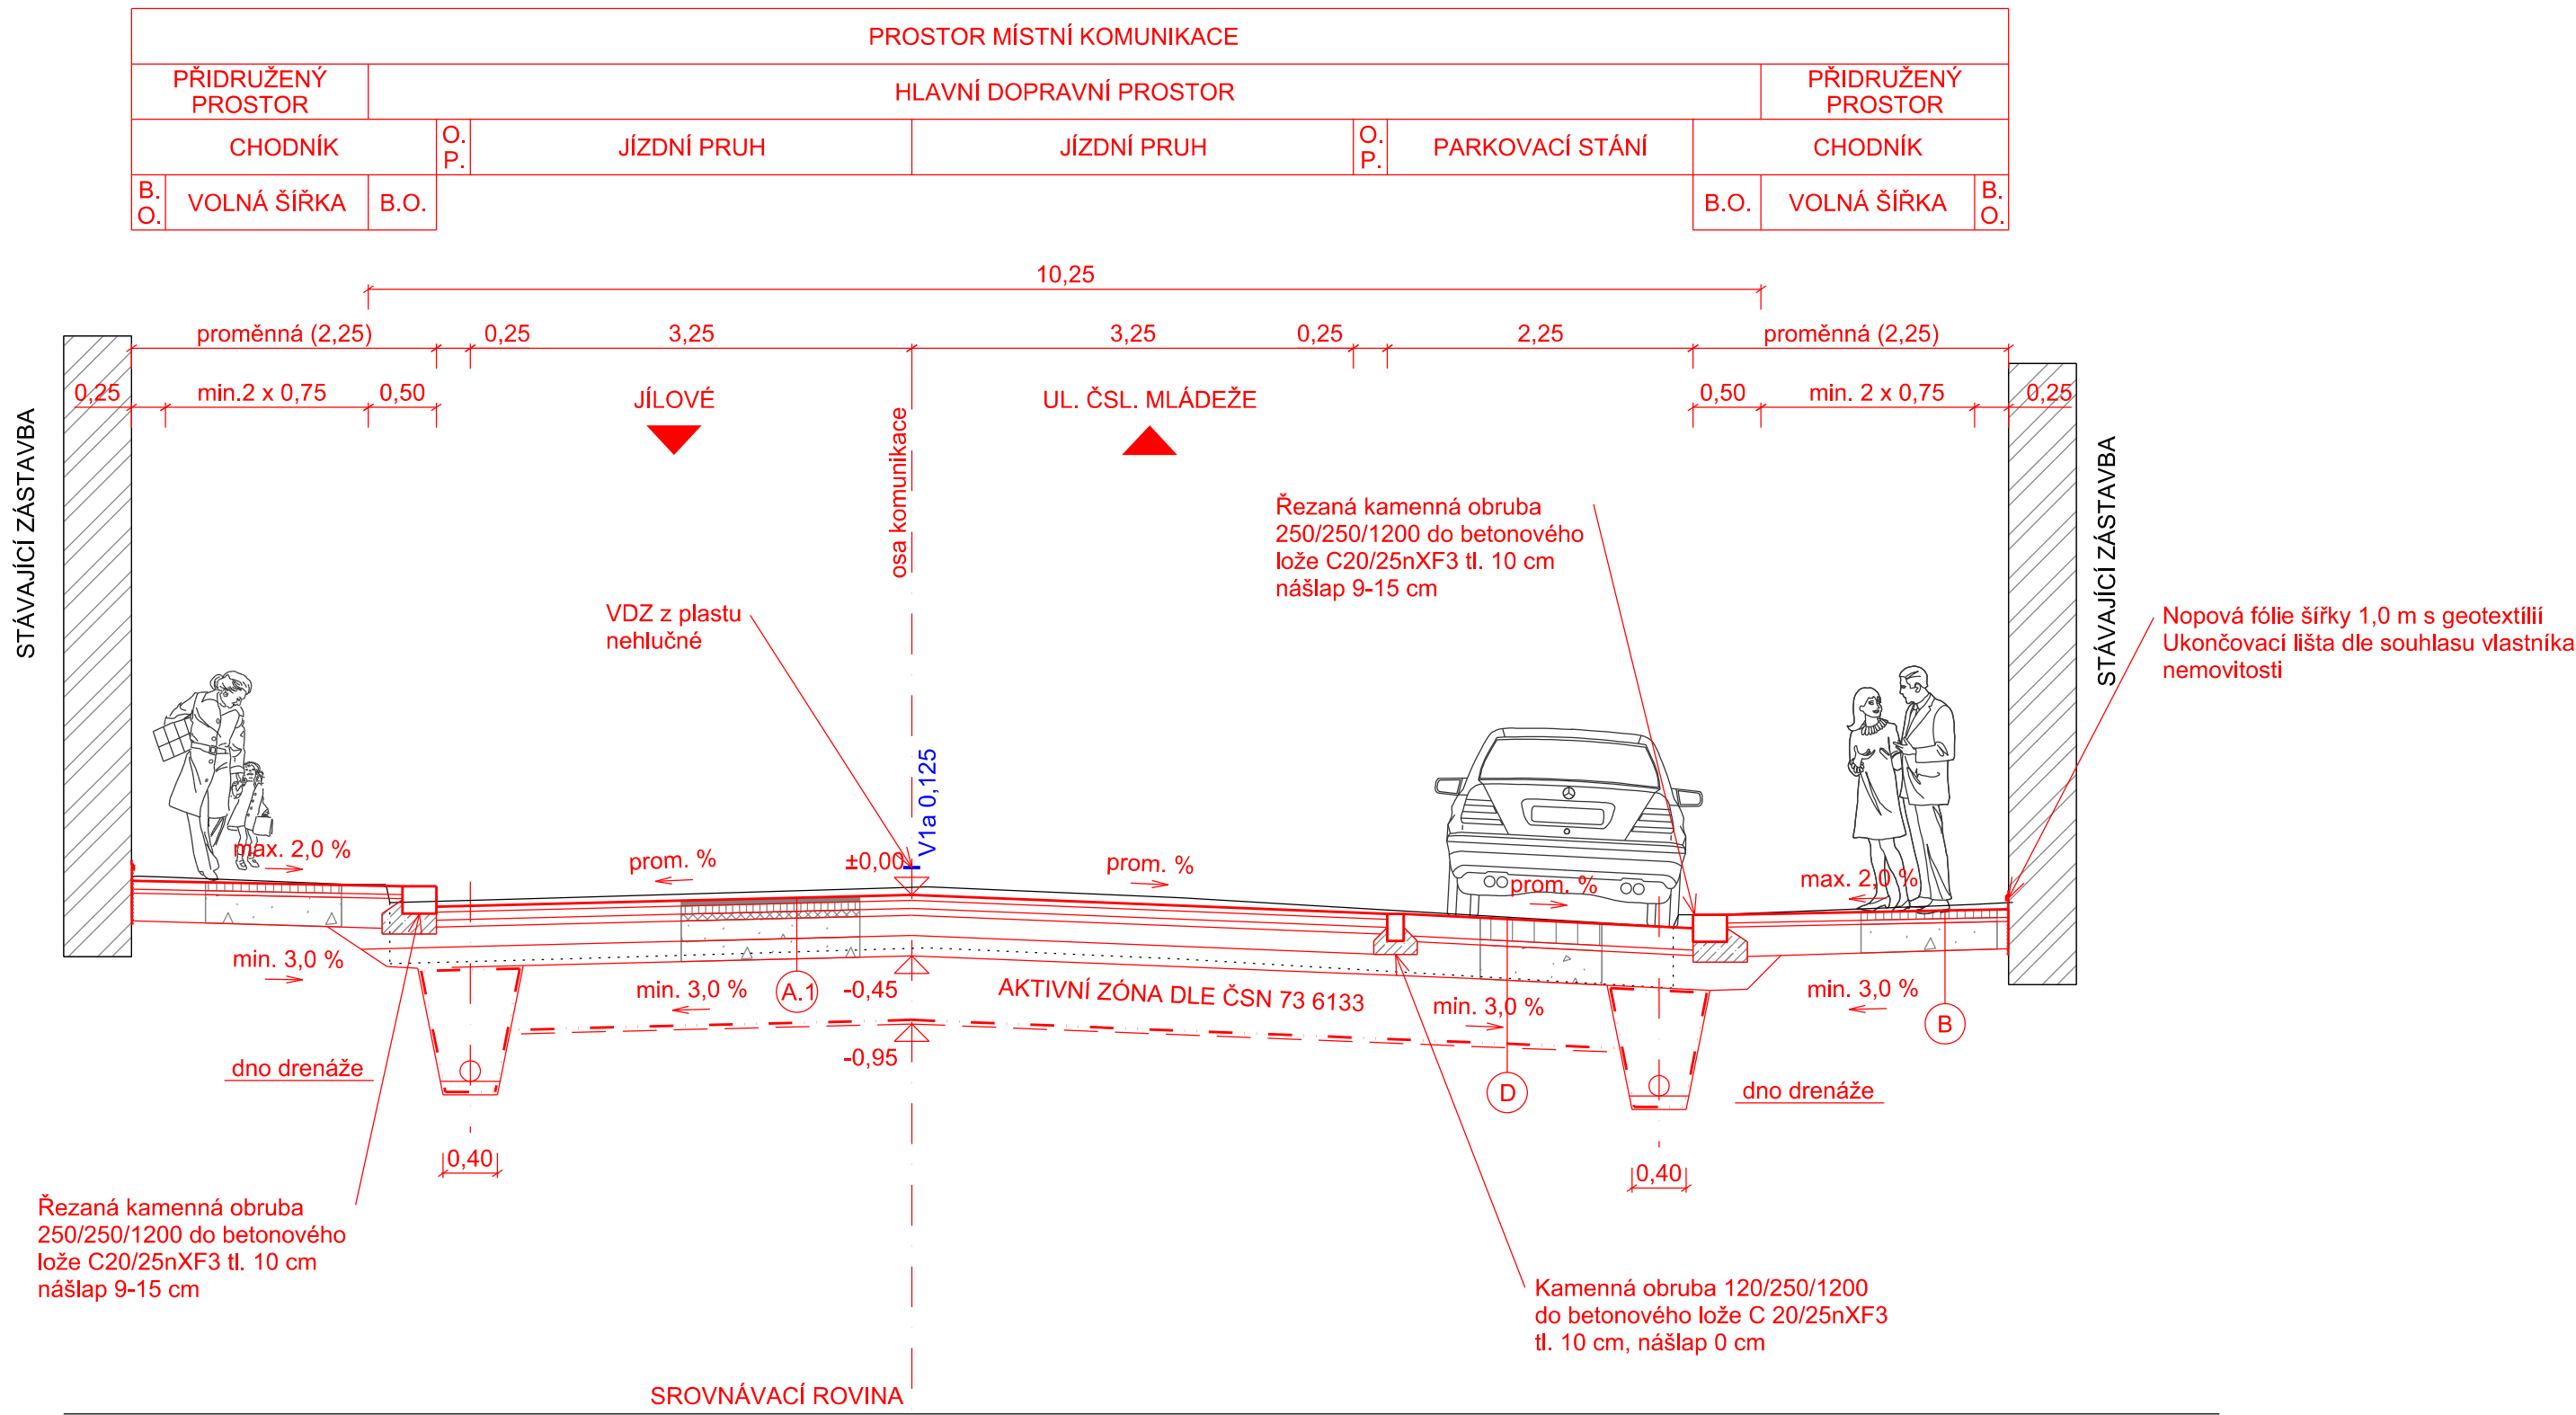 PROSTOR MÍSTNÍ KOMUNIKACE
PŘIDRUŽENÝ
PROSTOR
HLAVNÍ DOPRAVNÍ PROSTOR
PŘIDRUŽENÝ
PROSTOR
CHODNÍK
O.
P.
JÍZDNÍ PRUH
JÍZDNÍ PRUH
O.
P.
PARKOVACÍ STÁNÍ
CHODNÍK
B.
O.
VOLNÁ ŠÍŘKA
B.O.
B.O.
VOLNÁ ŠÍŘKA
B.
O.
10,25
proměnná (2,25)
0,25
3,25
3,25
0,25
2,25
proměnná (2,25)
0,25
min.2 x 0,75
0,50
JÍLOVÉ
UL. ČSL. MLÁDEŽE
0,50
min. 2 x 0,75
0,25
STÁVAJÍCÍ ZÁSTAVBA
osa komunikace
STÁVAJÍCÍ ZÁSTAVBA
Řezaná kamenná obruba
250/250/1200 do betonového
lože C20/25nXF3 tl. 10 cm
nášlap 9-15 cm
VDZ z plastu
nehlučné
Nopová fólie šířky 1,0 m s geotextílií
Ukončovací lišta dle souhlasu vlastníka
nemovitosti
V1a 0,125
max. 2,0 %
prom. %
±0,00
prom. %
prom. %
max. 2,0 %
min. 3,0 %
min. 3,0 %
A.1
-0,45
AKTIVNÍ ZÓNA DLE ČSN 73 6133
min. 3,0 %
min. 3,0 %
B
-0,95
dno drenáže
D
dno drenáže
0,40
0,40
Řezaná kamenná obruba
250/250/1200 do betonového
lože C20/25nXF3 tl. 10 cm
nášlap 9-15 cm
Kamenná obruba 120/250/1200
do betonového lože C 20/25nXF3
tl. 10 cm, nášlap 0 cm
SROVNÁVACÍ ROVINA